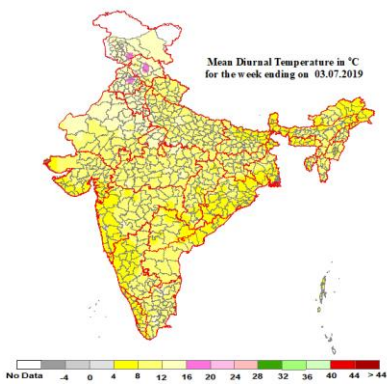 Mean Diurnal Temperature in °C
for the week ending on 03.07.2019
No Data -4 0 4 8 12 16 20 24 28 32 36 40 44 > 44